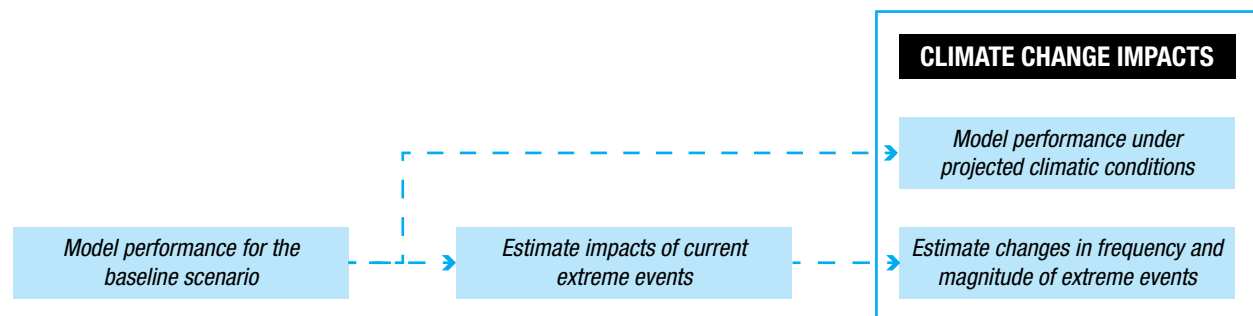 CLIMATE CHANGE IMPACTS
Model performance under
projected climatic conditions
Model performance for the
baseline scenario
Estimate impacts of current
extreme events
Estimate changes in frequency and
magnitude of extreme events